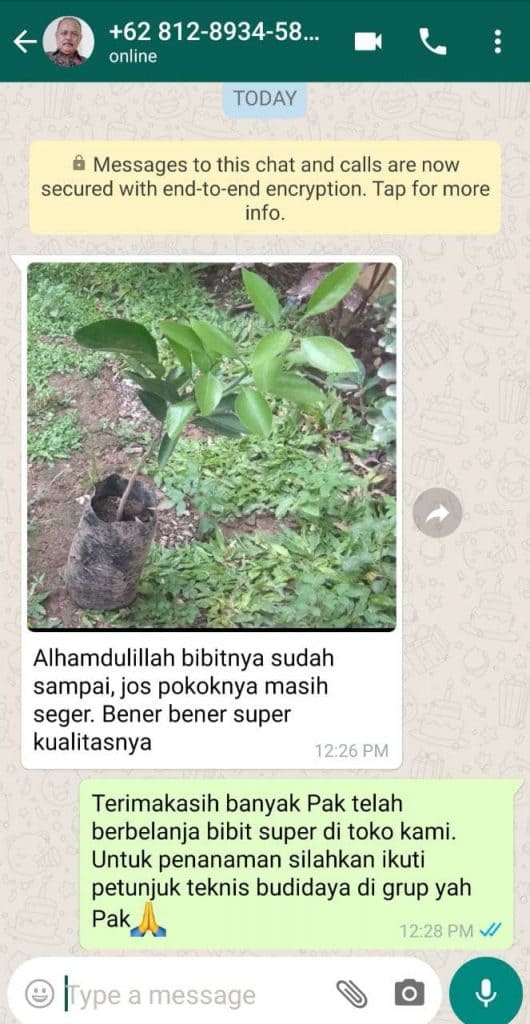 +62 812-8934-58...
online
TODAY
Messages to this chat and calls are now
secured with end-to-end encryption. Tap for more
info.
Alhamdulillah bibitnya sudah
sampai, jos pokoknya masih
seger. Bener bener super
kualitasnya
12:26 PM
Terimakasih banyak Pak telah
berbelanja bibit super di toko kami.
Untuk penanaman silahkan ikuti
petunjuk teknis budidaya di grup yah
Pak🙏
12:28 PM
Type a message